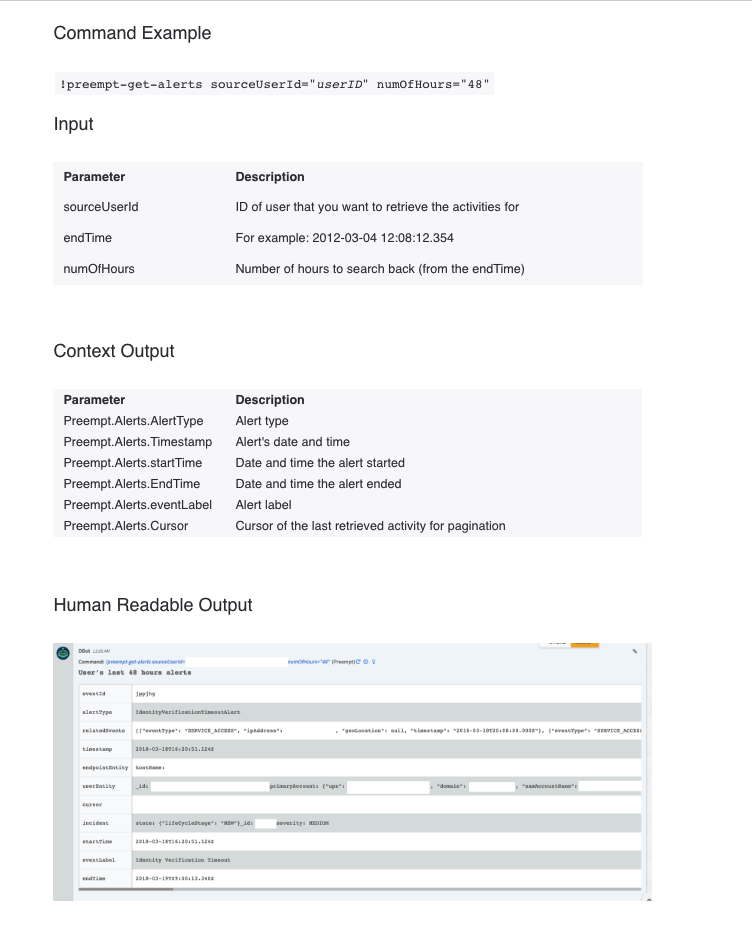 Command Example
!preempt-get-alerts sourceUserId="userID" numOfHours="48"
Input
Parameter Description
sourceUserId ID of user that you want to retrieve the activities for
endTime For example: 2012-03-04 12:08:12.354
numOfHours Number of hours to search back (from the endTime)
Context Output
Parameter Description
Preempt.Alerts.AlertType Alert type
Preempt.Alerts.Timestamp Alert's date and time
Preempt.Alerts.startTime Date and time the alert started
Preempt.Alerts.EndTime Date and time the alert ended
Preempt.Alerts.eventLabel Alert label
Preempt.Alerts.Cursor Cursor of the last retrieved activity for pagination
Human Readable Output
DBot
Command: !preempt-get-alerts sourceUserId= numOfHours="48" (Preempt)
User's last 48 hours alerts
eventId jppjhg
alertType IdentityVerificationTimeoutAlert
relatedEvents [{"eventType": "SERVICE_ACCESS", "ipAddress": , "geoLocation": null, "timestamp": "2018-03-18T20:08:00.000Z"}, {"eventType": "SERVICE_ACCESS
timestamp 2018-03-18T16:20:51.124Z
endpointEntity hostName:
userEntity _id: primaryAccount: {"upn": , "domain": , "samAccountName":
cursor
incident state: {"lifeCycleStage": "NEW"}_id: severity: MEDIUM
startTime 2018-03-18T16:20:51.124Z
eventLabel Identity Verification Timeout
endTime 2018-03-19T09:00:13.348Z